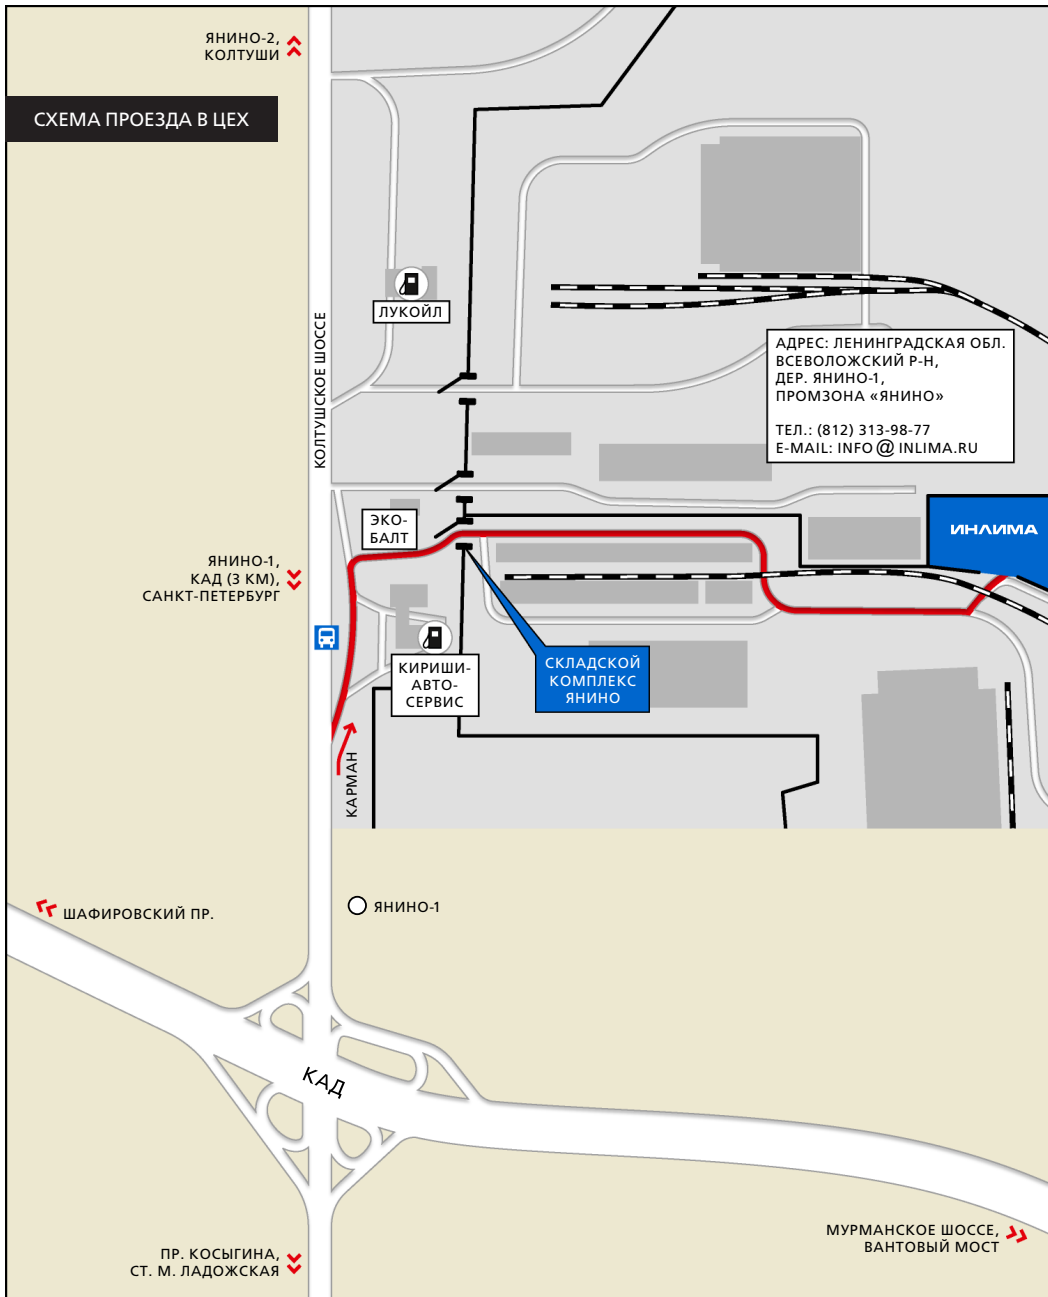 ЯНИНО-2,
КОЛТУШИ
СХЕМА ПРОЕЗДА В ЦЕХ
ЛУКОЙЛ
КОЛТУШСКОЕ ШОССЕ
АДРЕС: ЛЕНИНГРАДСКАЯ ОБЛ.
ВСЕВОЛОЖСКИЙ Р-Н,
ДЕР. ЯНИНО-1,
ПРОМЗОНА «ЯНИНО»
ТЕЛ.: (812) 313-98-77
E-MAIL: INFO@INLIMA.RU
ИНЛИМА
ЭКО-
БАЛТ
ЯНИНО-1,
КАД (3 КМ),
САНКТ-ПЕТЕРБУРГ
КИРИШИ-
АВТО-
СЕРВИС
СКЛАДСКОЙ
КОМПЛЕКС
ЯНИНО
КАРМАН
ШАФИРОВСКИЙ ПР.
ЯНИНО-1
КАД
МУРМАНСКОЕ ШОССЕ,
ВАНТОВЫЙ МОСТ
ПР. КОСЫГИНА,
СТ. М. ЛАДОЖСКАЯ